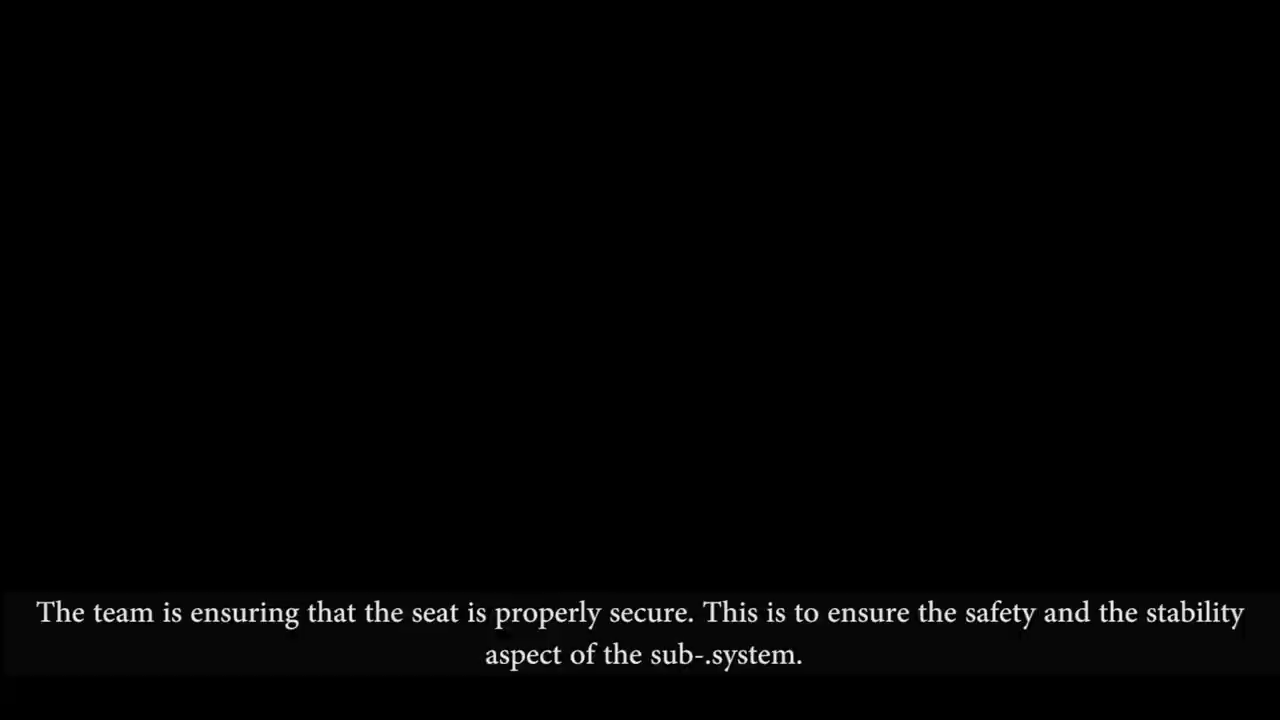 The team is ensuring that the seat is properly secure. This is to ensure the safety and the stability
aspect of the sub-.system.